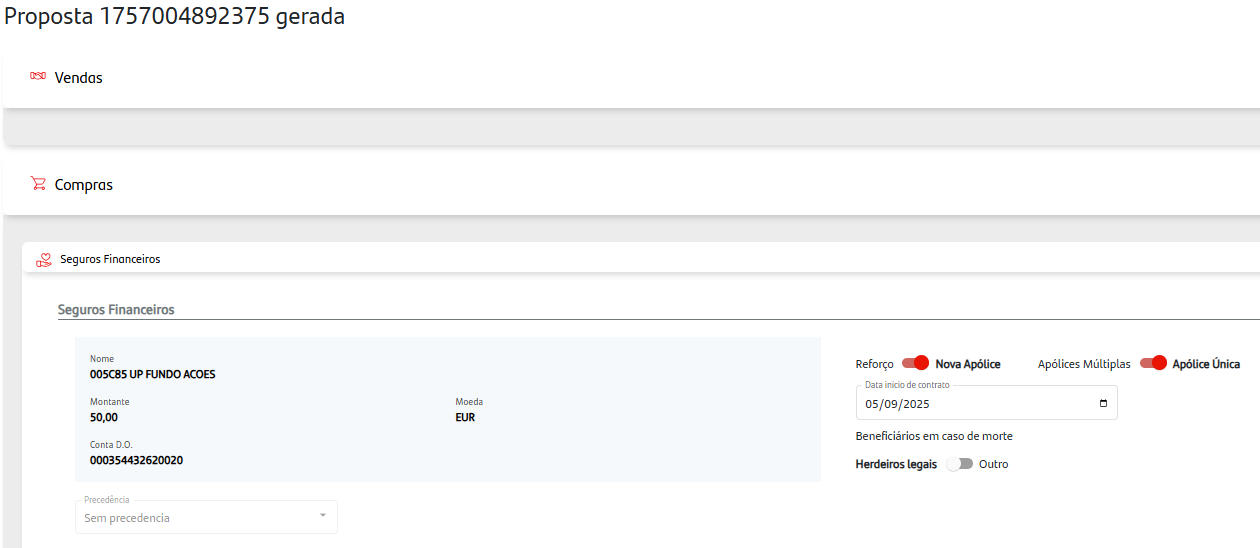 Proposta 1757004892375 gerada
Vendas
Compras
Seguros Financeiros
Seguros Financeiros
Nome
005C85 UP FUNDO ACOES
Montante
Moeda
50,00
EUR
Conta D.O.
000354432620020
Precedência
Sem precedencia
Reforço Nova Apólice Apólices Múltiplas Apólice Única
Data inicio de contrato
05/09/2025
Beneficiários em caso de morte
Herdeiros legais Outro